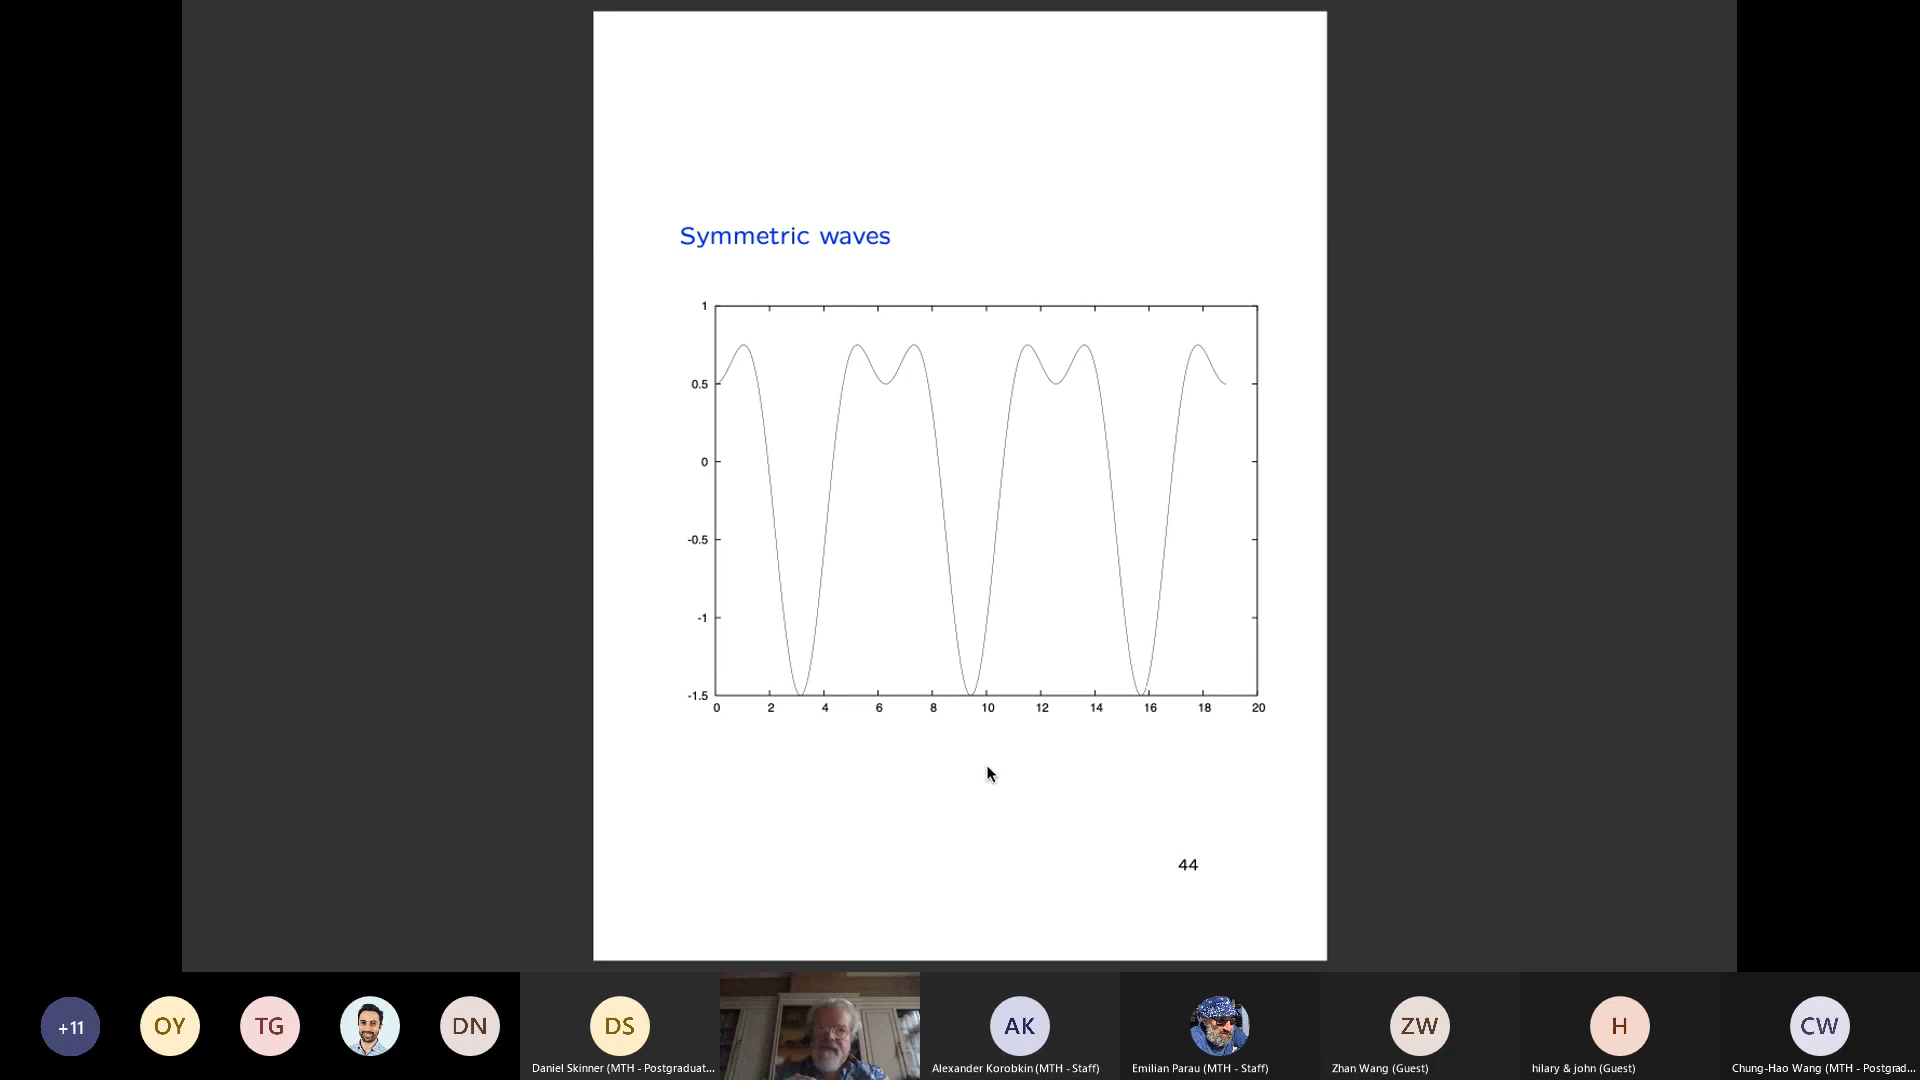 Symmetric waves
1
0.5
0
-0.5
-1
-1.5
0 2 4 6 8 10 12 14 16 18 20
44
+11 OY TG DN DS AK ZW H CW
Daniel Skinner (MTH - Postgraduat... Alexander Korobkin (MTH - Staff) Emilian Parau (MTH - Staff) Zhan Wang (Guest) hilary & john (Guest) Chung-Hao Wang (MTH - Postgrad...